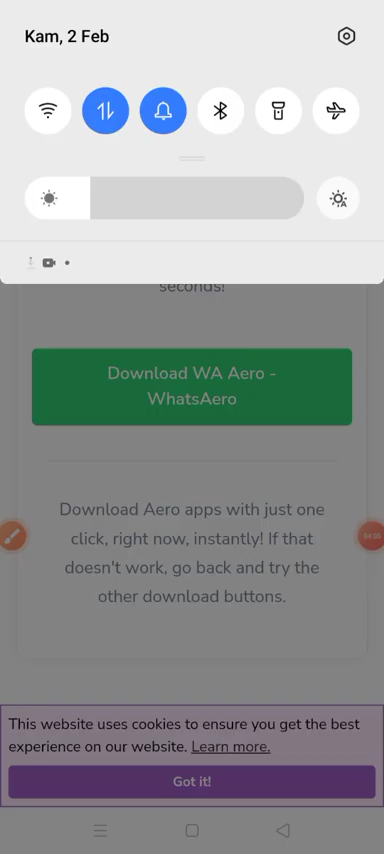 Kam, 2 Feb
seconds!
Download WA Aero -
WhatsAero
Download Aero apps with just one
click, right now, instantly! If that
doesn't work, go back and try the
other download buttons.
This website uses cookies to ensure you get the best
experience on our website. Learn more.
Got it!